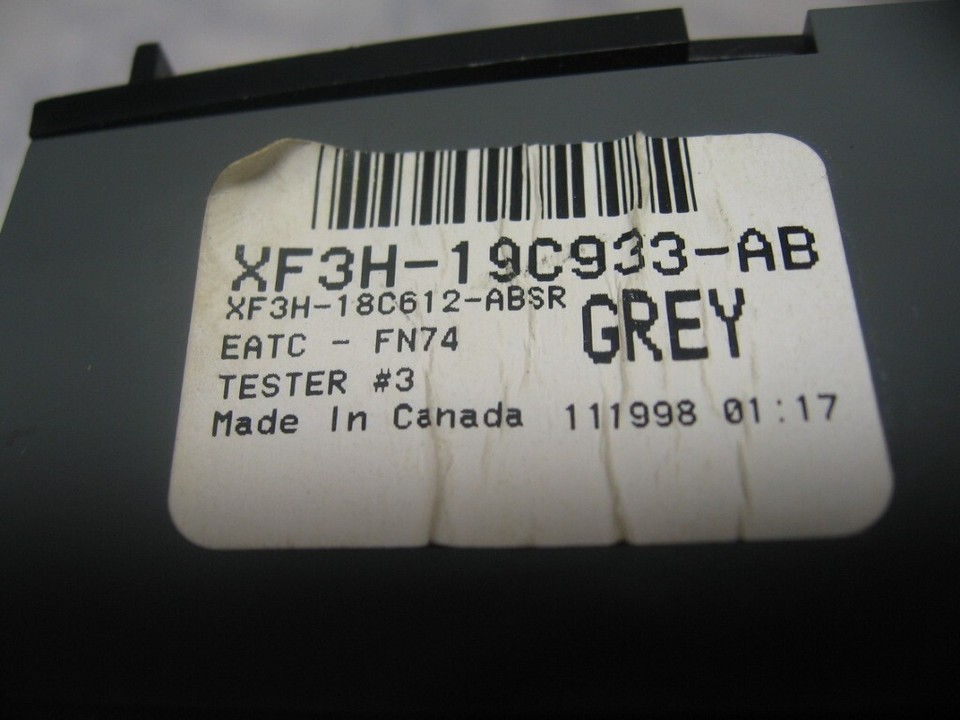 XF3H-19C933-AB
XF3H-18C612-ABSR
GREY
EATC - FN74
TESTER #3
Made In Canada 111998 01:17